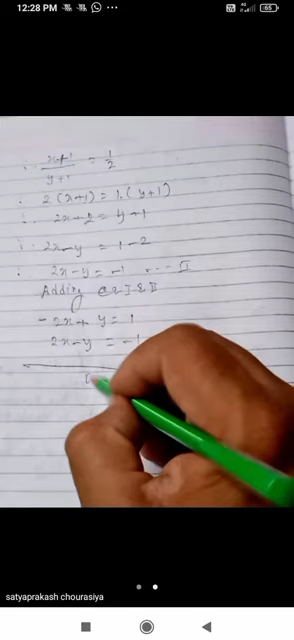 12:28 PM
65
∴ x+1/y+1 = 1/2
∴ 2(x+1) = 1.(y+1)
∴ 2x+2 = y+1
∴ 2x-y = 1-2
∴ 2x-y = -1 ... II
Adding eq I & II
-2x+y = 1
2x-y = -1
satyaprakash chourasiya